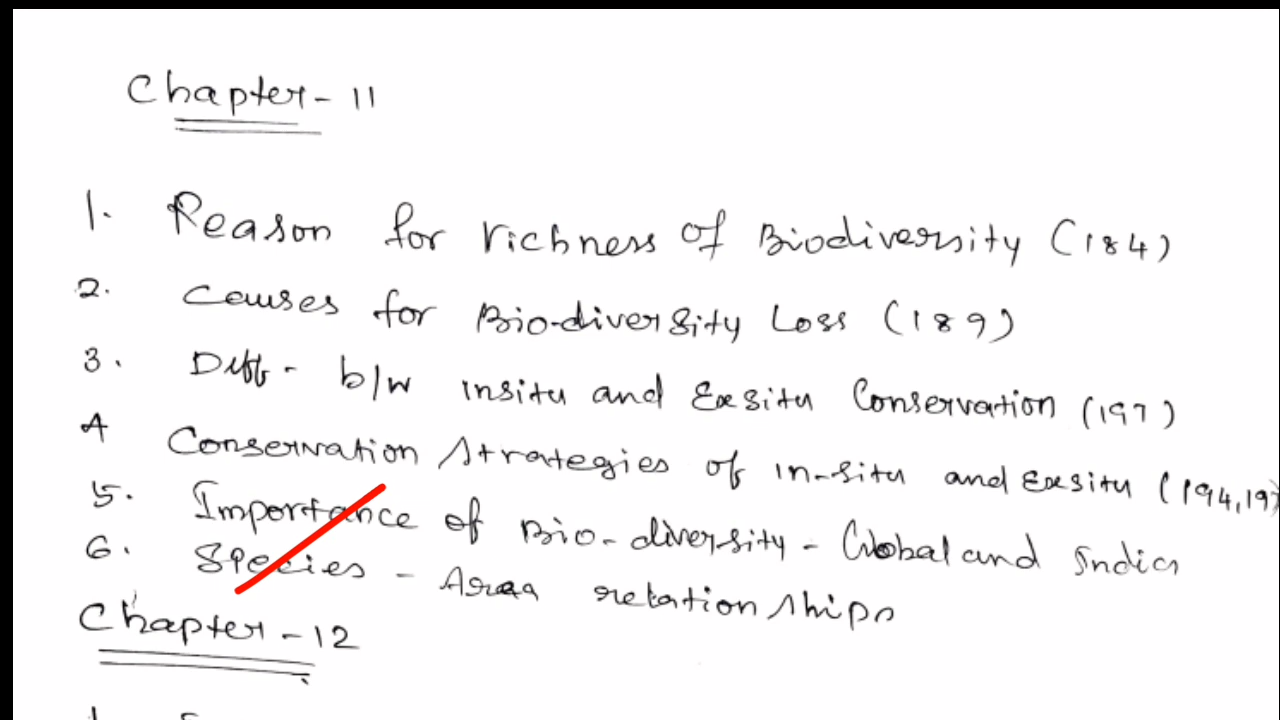 Chapter - 11
1. Reason for richness of Biodiversity (184)
2. Causes for Bio-diversity Loss (189)
3. Diff. b/w insitu and Exsitu Conservation (197)
4 Conservation Strategies of in-situ and Exsitu (194,197
5. Importance of Bio-diversity - Global and India
6. Species - Area relationships
Chapter - 12